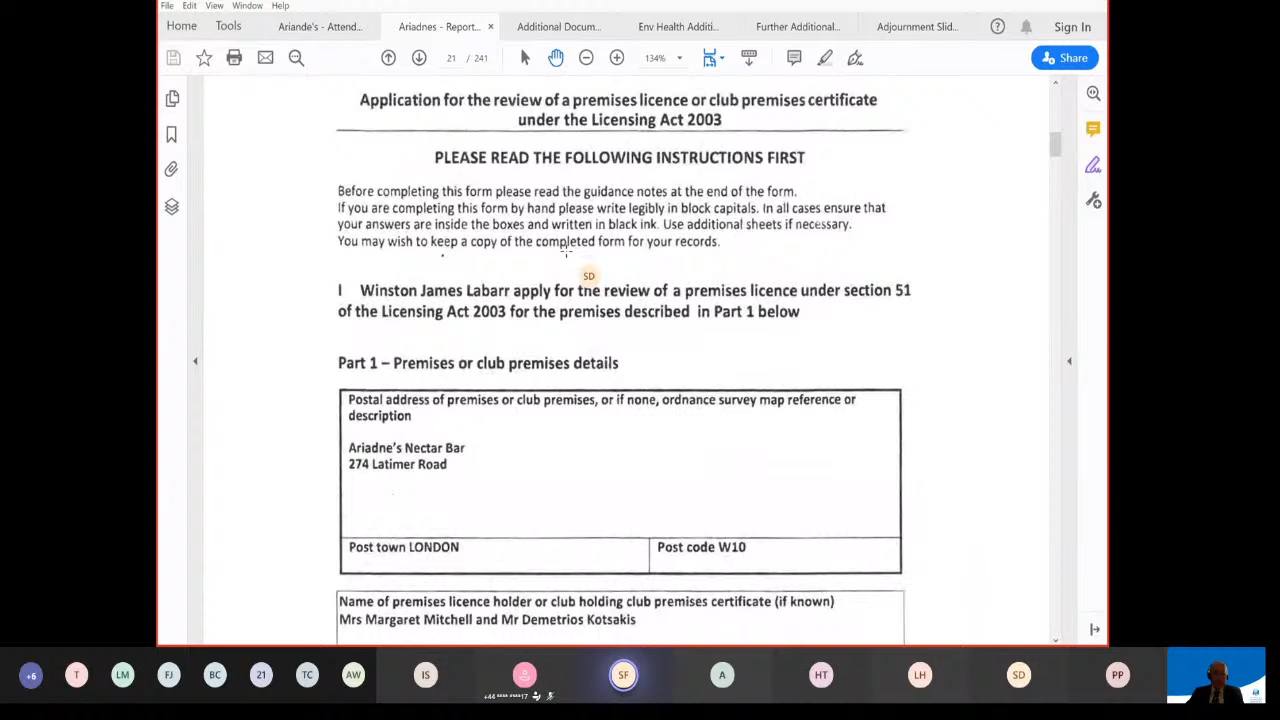 File Edit View Window Help
Home Tools Ariande's - Attend... Ariadnes - Report... × Additional Docum... Env Health Additi... Further Additional... Adjournment Slid... Sign In
21 / 241 134% Share
Application for the review of a premises licence or club premises certificate
under the Licensing Act 2003
PLEASE READ THE FOLLOWING INSTRUCTIONS FIRST
Before completing this form please read the guidance notes at the end of the form.
If you are completing this form by hand please write legibly in block capitals. In all cases ensure that
your answers are inside the boxes and written in black ink. Use additional sheets if necessary.
You may wish to keep a copy of the completed form for your records.
SD
I Winston James Labarr apply for the review of a premises licence under section 51
of the Licensing Act 2003 for the premises described in Part 1 below
Part 1 – Premises or club premises details
Postal address of premises or club premises, or if none, ordnance survey map reference or
description
Ariadne's Nectar Bar
274 Latimer Road
Post town LONDON Post code W10
Name of premises licence holder or club holding club premises certificate (if known)
Mrs Margaret Mitchell and Mr Demetrios Kotsakis
+6 T LM FJ BC 21 TC AW IS SF A HT LH SD PP
+44 **** ****17